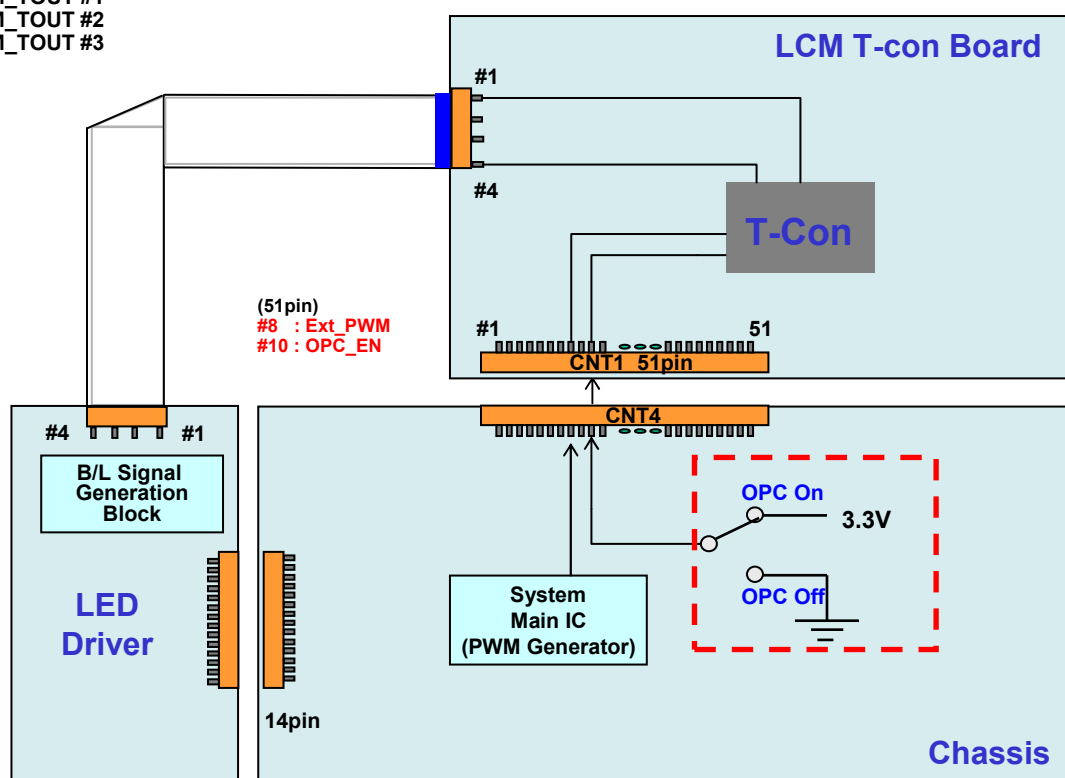 _TOUT #2
_TOUT #3
LCM T-con Board
#1
#4
T-Con
(51pin)
#8 : Ext_PWM
#10 : OPC_EN
#1
51
CNT1 51pin
CNT4
#4
#1
B/L Signal
Generation
Block
OPC On
3.3V
OPC Off
System
Main IC
(PWM Generator)
LED
Driver
14pin
Chassis